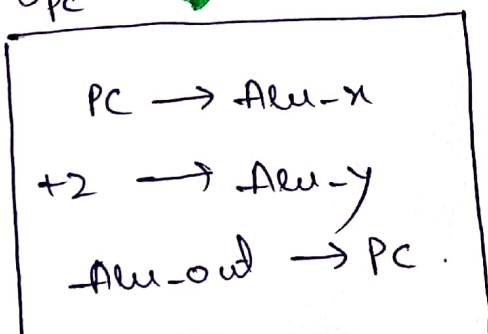 PC → Alu-x
+2 → Alu-y
Alu-out → PC.